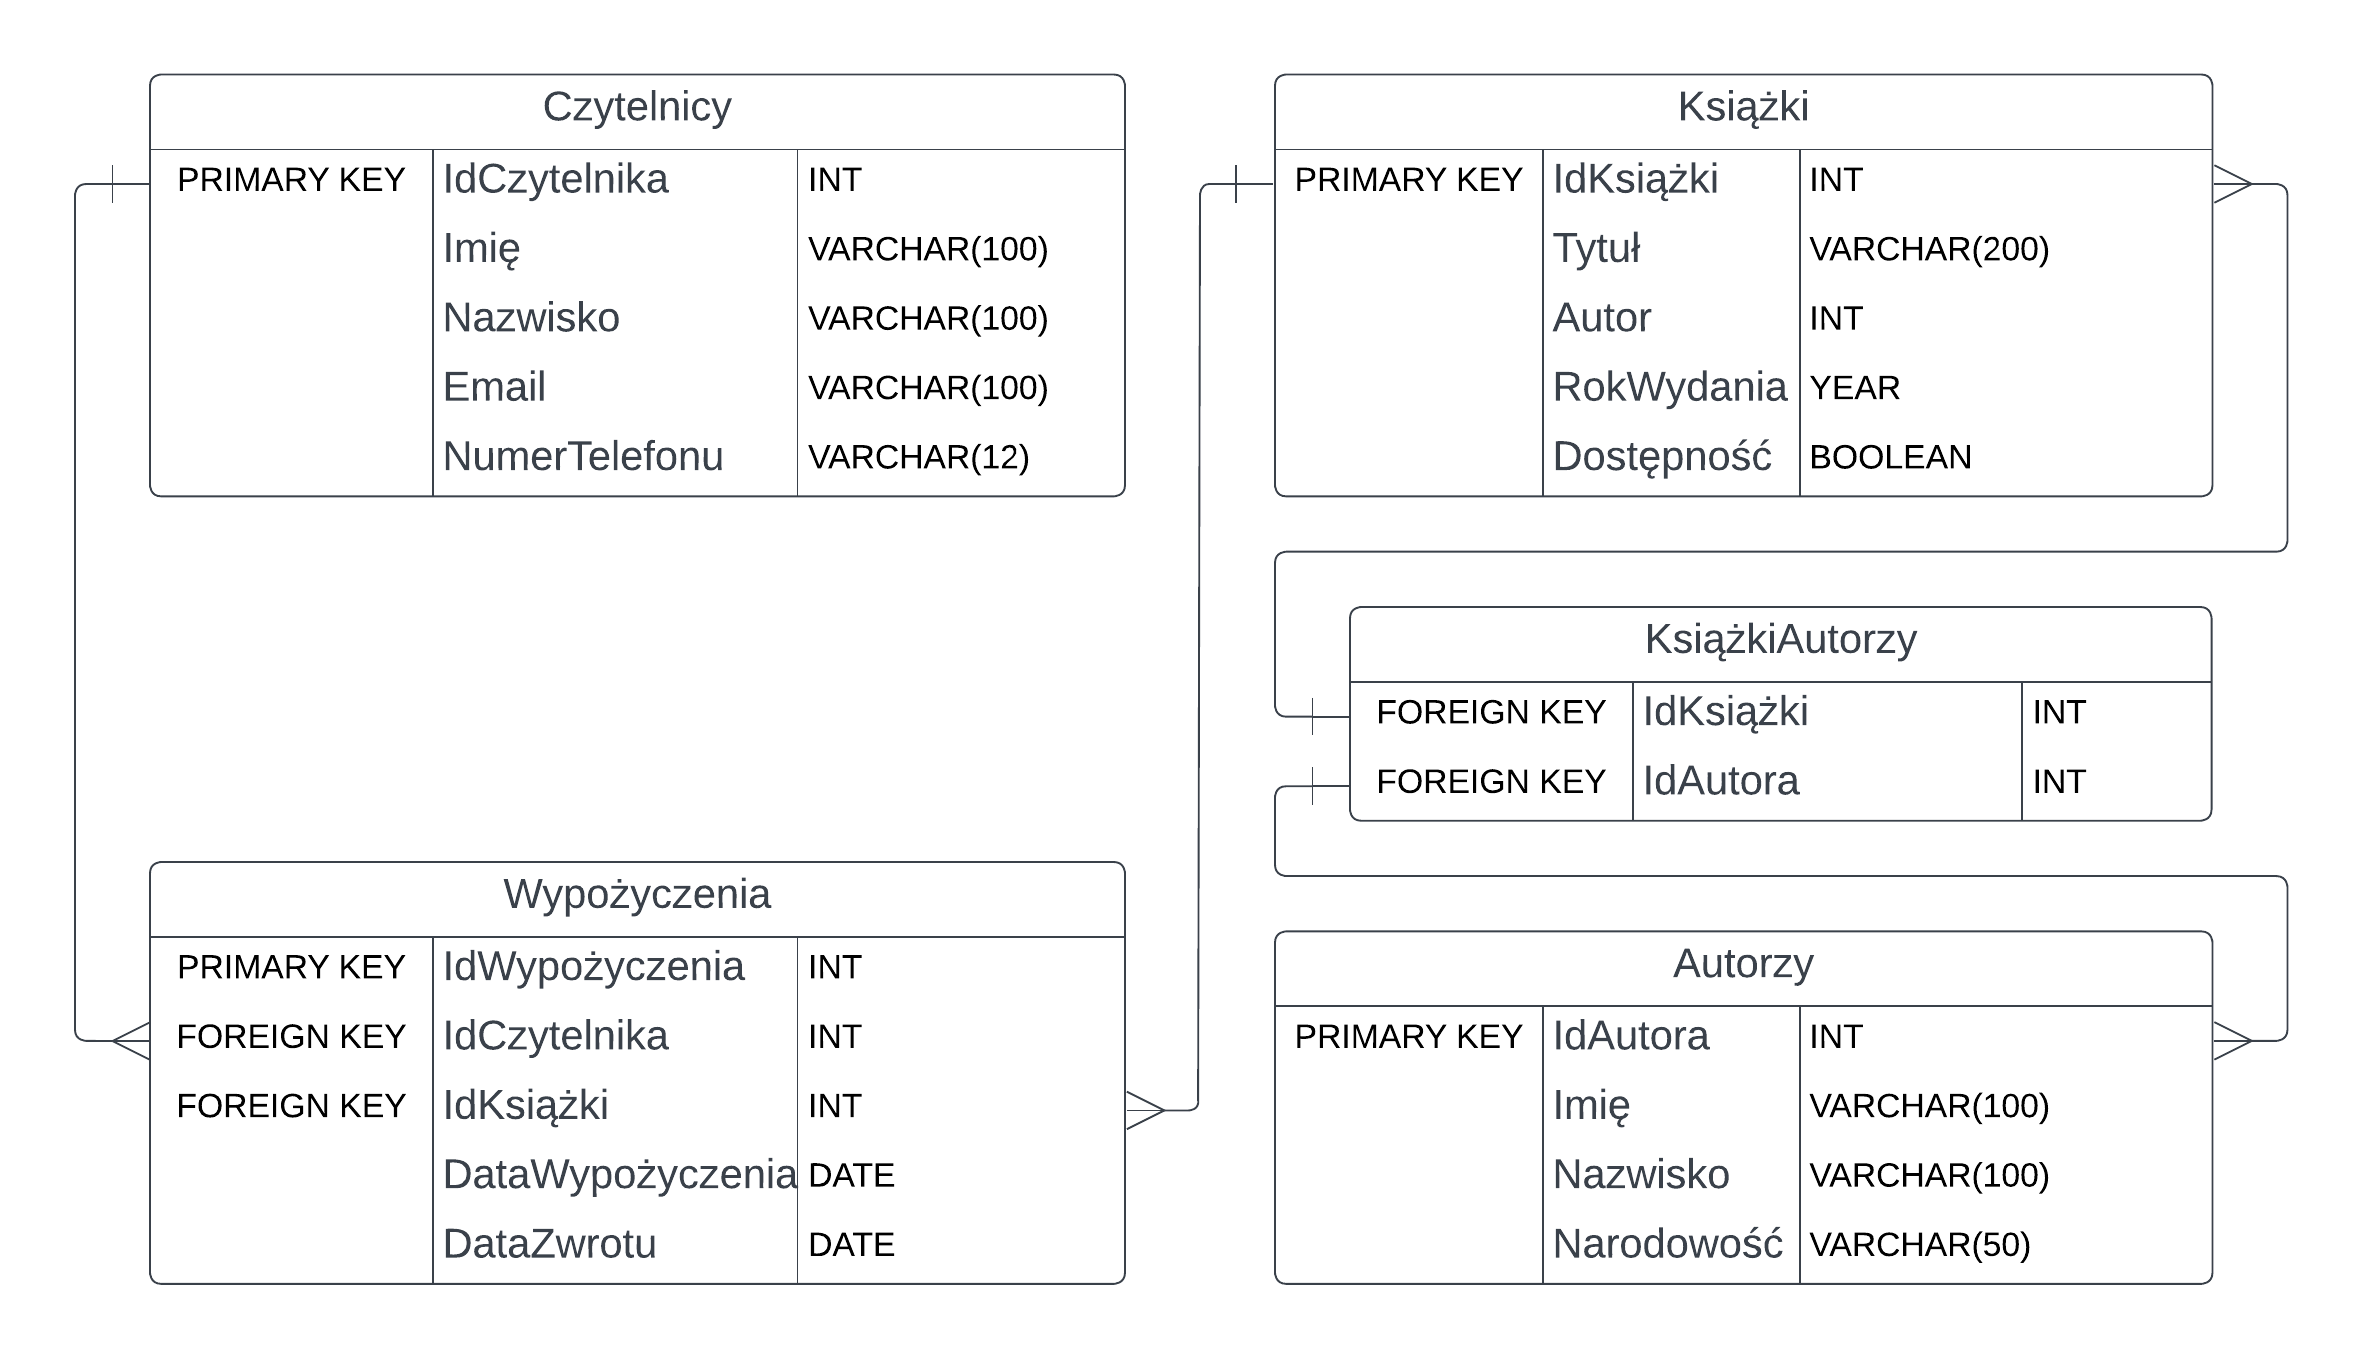 Czytelnicy
PRIMARY KEY IdCzytelnika INT
Imię VARCHAR(100)
Nazwisko VARCHAR(100)
Email VARCHAR(100)
NumerTelefonu VARCHAR(12)
Książki
PRIMARY KEY IdKsiążki INT
Tytuł VARCHAR(200)
Autor INT
RokWydania YEAR
Dostępność BOOLEAN
KsiążkiAutorzy
FOREIGN KEY IdKsiążki INT
FOREIGN KEY IdAutora INT
Wypożyczenia
PRIMARY KEY IdWypożyczenia INT
FOREIGN KEY IdCzytelnika INT
FOREIGN KEY IdKsiążki INT
DataWypożyczenia DATE
DataZwrotu DATE
Autorzy
PRIMARY KEY IdAutora INT
Imię VARCHAR(100)
Nazwisko VARCHAR(100)
Narodowość VARCHAR(50)